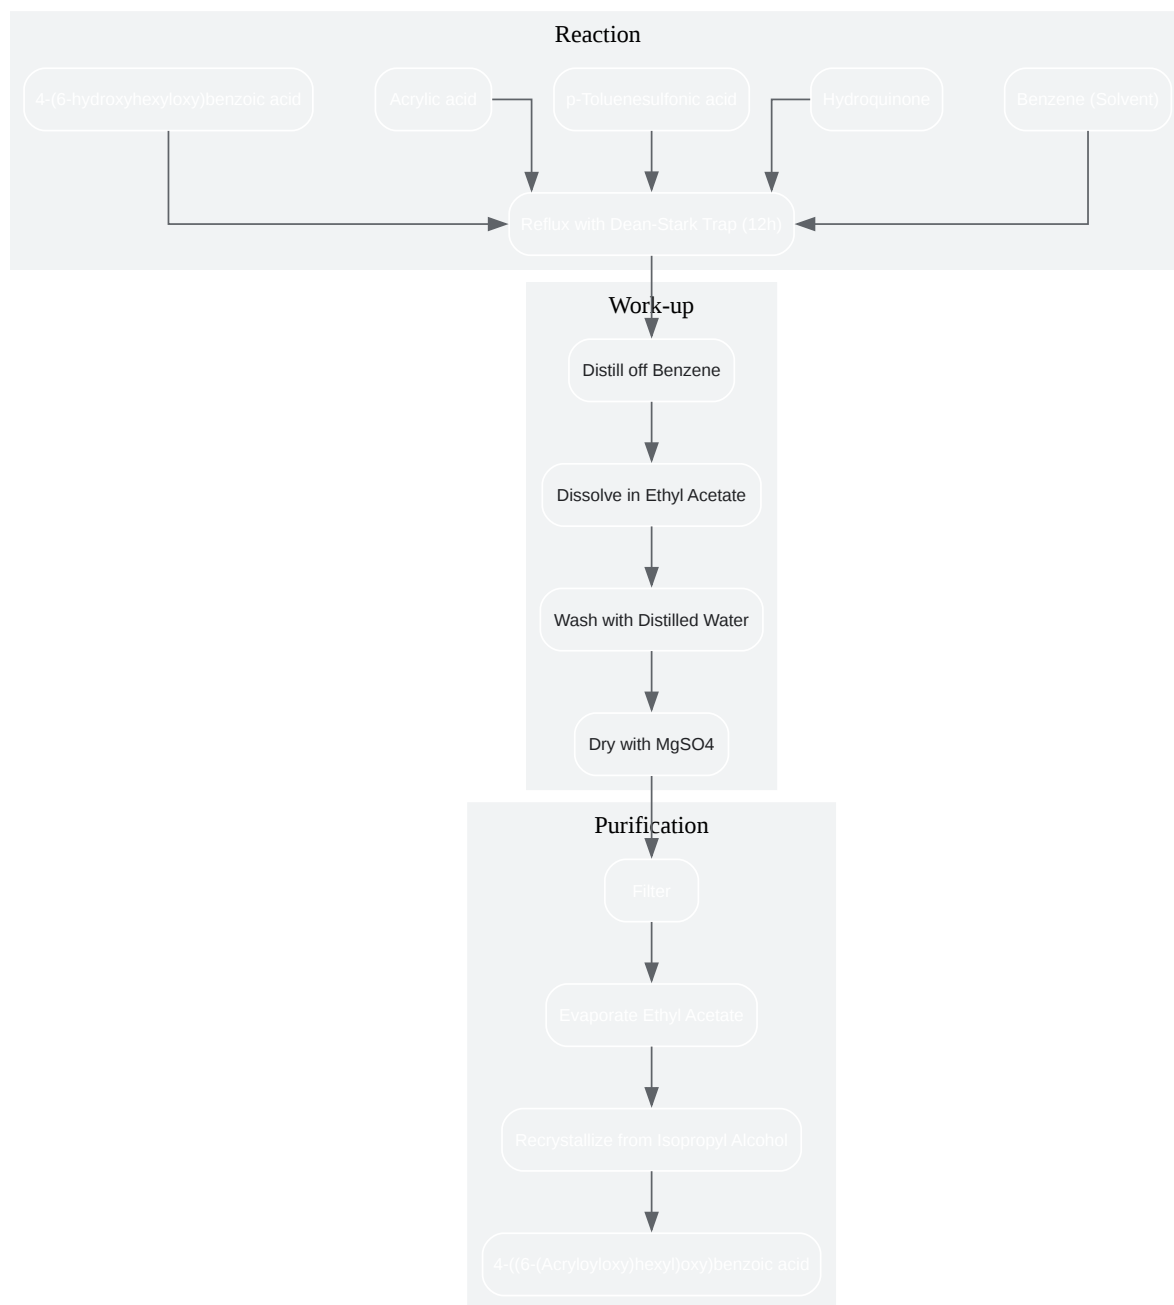 Reaction
4-(6-hydroxyhexyloxy)benzoic acid
Acrylic acid
p-Toluenesulfonic acid
Hydroquinone
Benzene (Solvent)
Reflux with Dean-Stark Trap (12h)
Work-up
Distill off Benzene
Dissolve in Ethyl Acetate
Wash with Distilled Water
Dry with MgSO4
Purification
Filter
Evaporate Ethyl Acetate
Recrystallize from Isopropyl Alcohol
4-((6-(Acryloyloxy)hexyl)oxy)benzoic acid